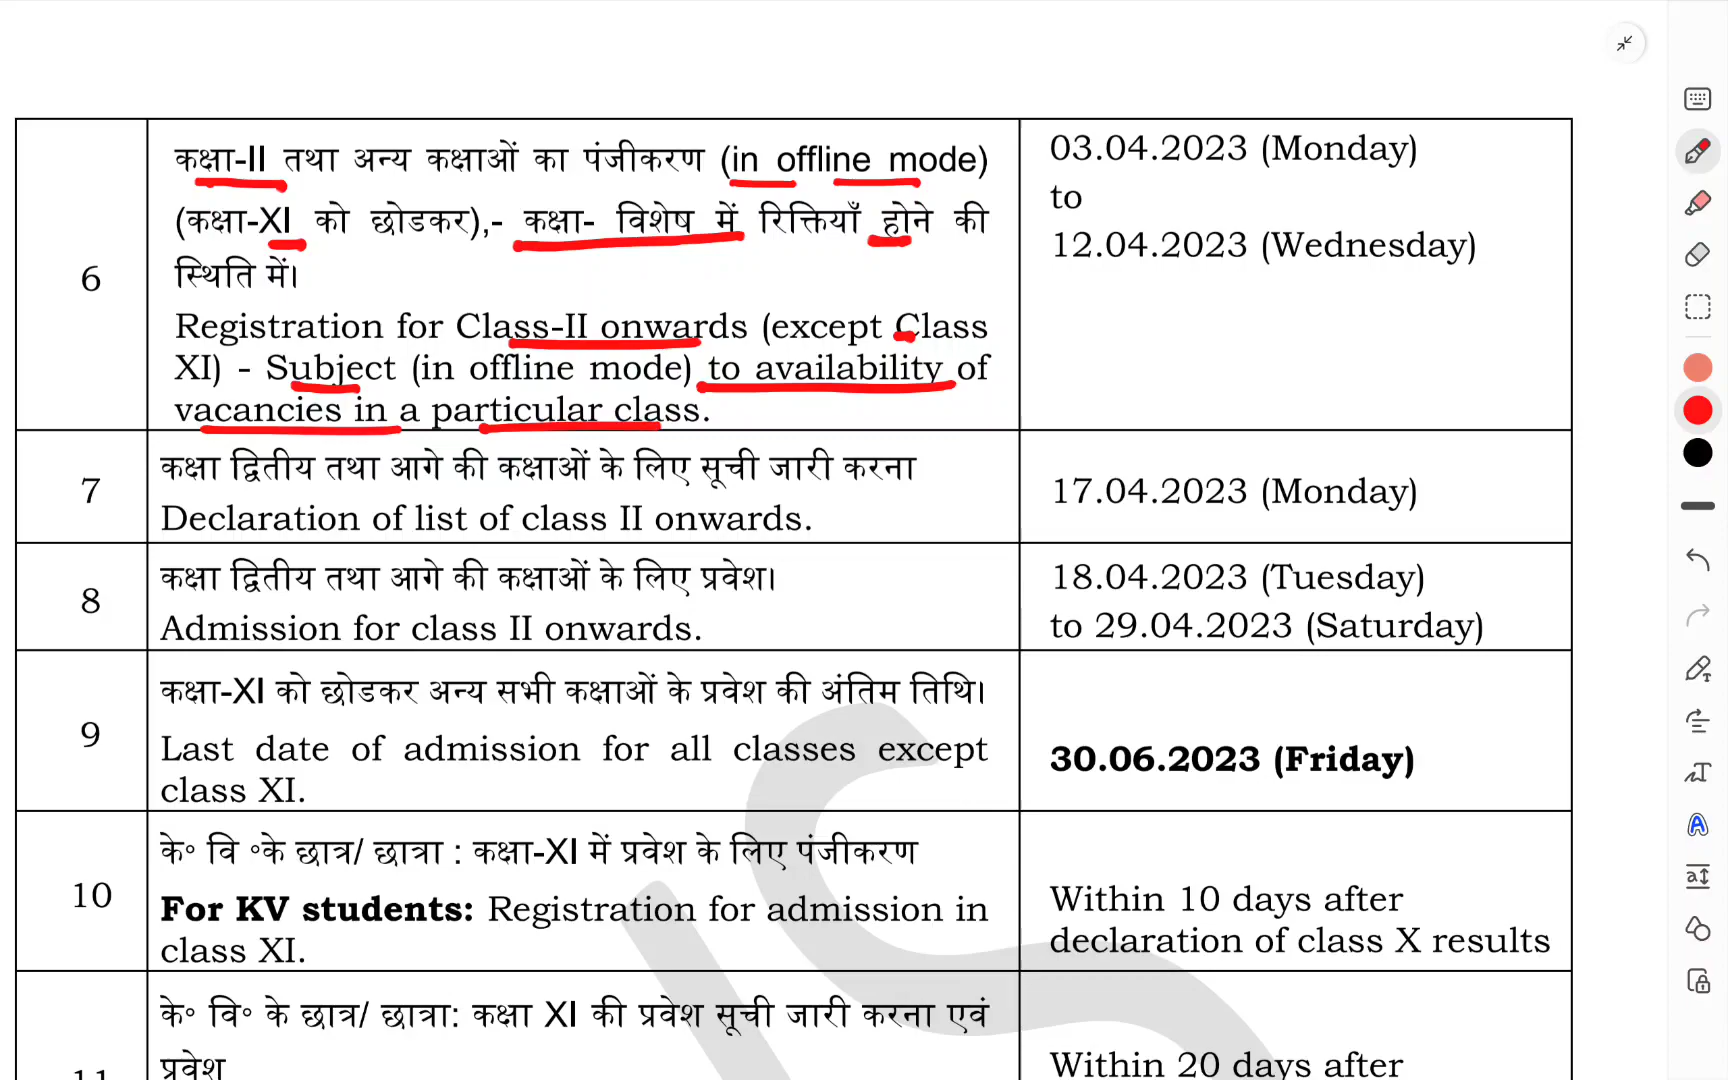 6
कक्षा-II तथा अन्य कक्षाओं का पंजीकरण (in offline mode)
(कक्षा-XI को छोडकर),- कक्षा- विशेष में रिक्तियाँ होने की
स्थिति में।
Registration for Class-II onwards (except Class
XI) - Subject (in offline mode) to availability of
vacancies in a particular class.
03.04.2023 (Monday)
to
12.04.2023 (Wednesday)
7
कक्षा द्वितीय तथा आगे की कक्षाओं के लिए सूची जारी करना
Declaration of list of class II onwards.
17.04.2023 (Monday)
8
कक्षा द्वितीय तथा आगे की कक्षाओं के लिए प्रवेश।
Admission for class II onwards.
18.04.2023 (Tuesday)
to 29.04.2023 (Saturday)
9
कक्षा-XI को छोडकर अन्य सभी कक्षाओं के प्रवेश की अंतिम तिथि।
Last date of admission for all classes except
class XI.
30.06.2023 (Friday)
10
के॰ वि ॰के छात्र/ छात्रा : कक्षा-XI में प्रवेश के लिए पंजीकरण
For KV students: Registration for admission in
class XI.
Within 10 days after
declaration of class X results
11
के॰ वि॰ के छात्र/ छात्रा: कक्षा XI की प्रवेश सूची जारी करना एवं
प्रवेश
Within 20 days after